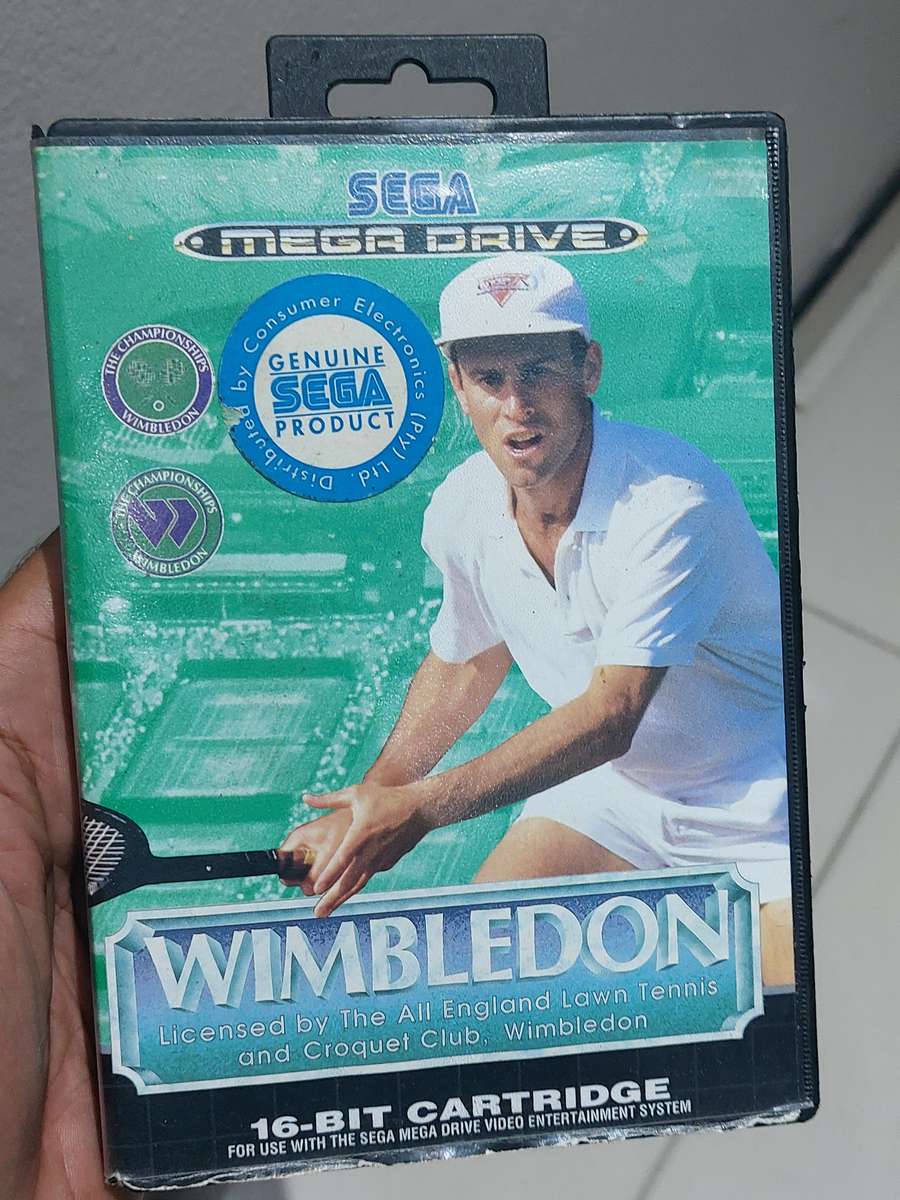 SEGA
MEGA DRIVE
THE CHAMPIONSHIPS
WIMBLEDON
Distributed by Consumer Electronics (Pty) Ltd.
GENUINE
SEGA
PRODUCT
THE CHAMPIONSHIPS
WIMBLEDON
WIMBLEDON
Licensed by The All England Lawn Tennis
and Croquet Club, Wimbledon
16-BIT CARTRIDGE
FOR USE WITH THE SEGA MEGA DRIVE VIDEO ENTERTAINMENT SYSTEM